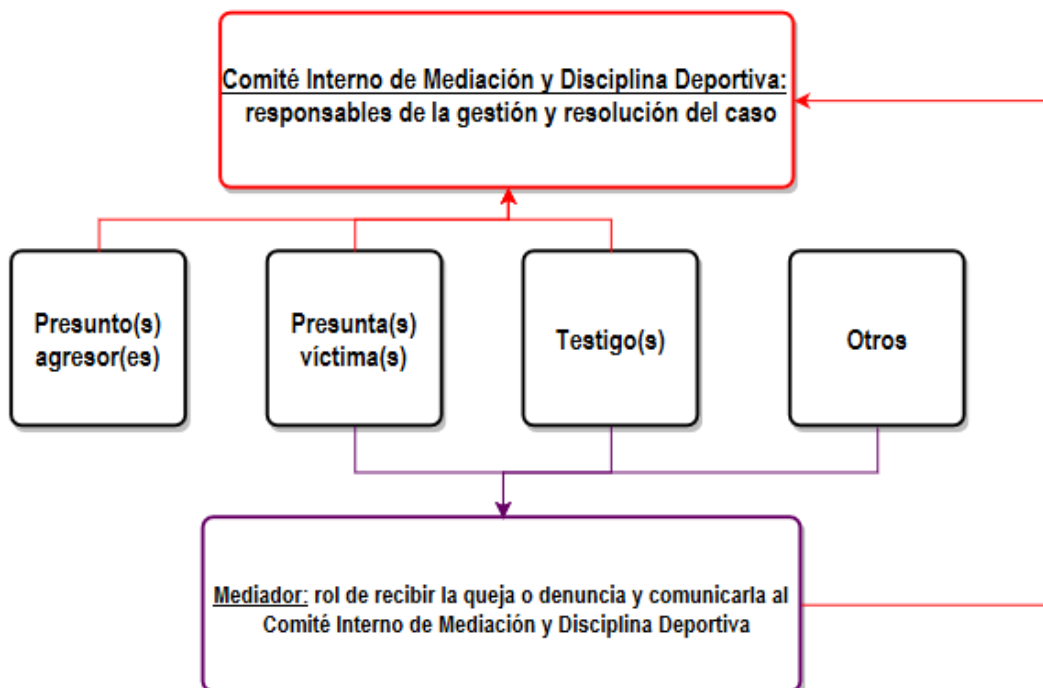 Comité Interno de Mediación y Disciplina Deportiva:
responsables de la gestión y resolución del caso
Presunto(s)
agresor(es)
Presunta(s)
víctima(s)
Testigo(s)
Otros
Mediador: rol de recibir la queja o denuncia y comunicarla al
Comité Interno de Mediación y Disciplina Deportiva